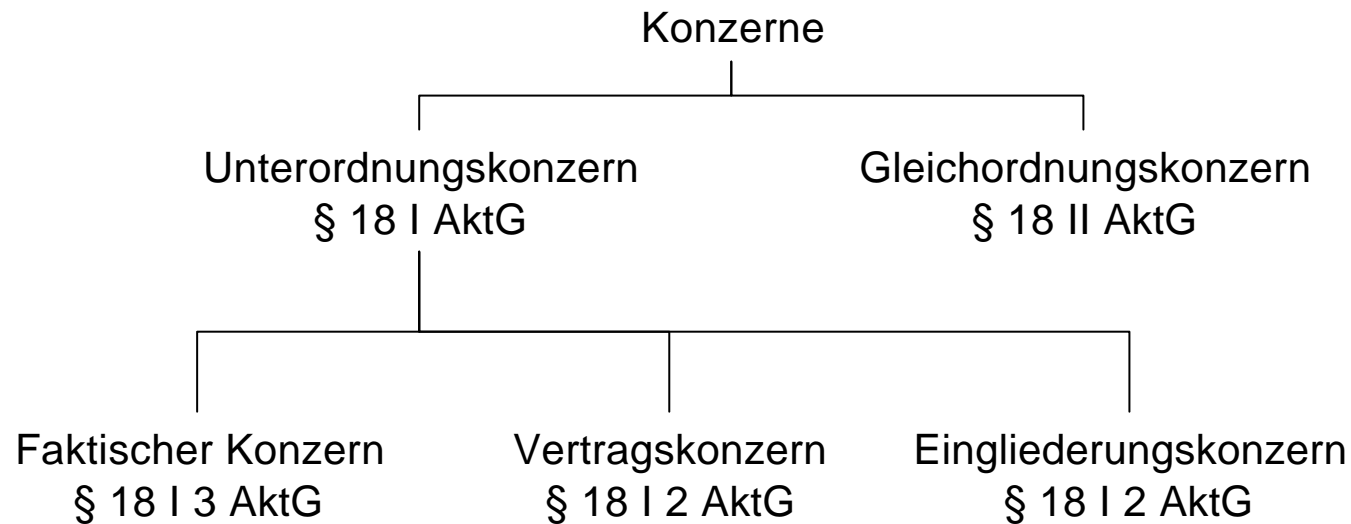 Konzerne
Unterordnungskonzern
§ 18 I AktG
Gleichordnungskonzern
§ 18 II AktG
Faktischer Konzern
§ 18 I 3 AktG
Vertragskonzern
§ 18 I 2 AktG
Eingliederungskonzern
§ 18 I 2 AktG